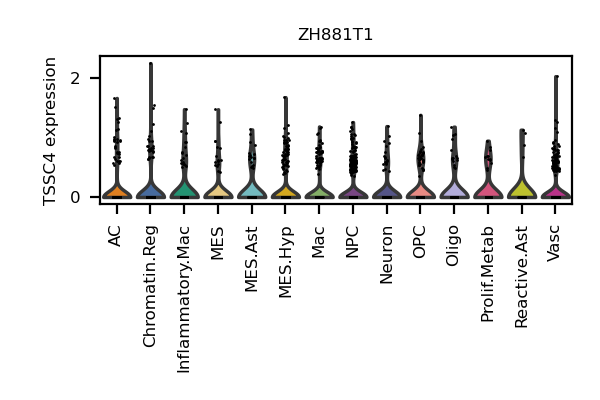 ZH881T1
TSSC4 expression
2
0
AC
Chromatin.Reg
Inflammatory.Mac
MES
MES.Ast
MES.Hyp
Mac
NPC
Neuron
OPC
Oligo
Prolif.Metab
Reactive.Ast
Vasc